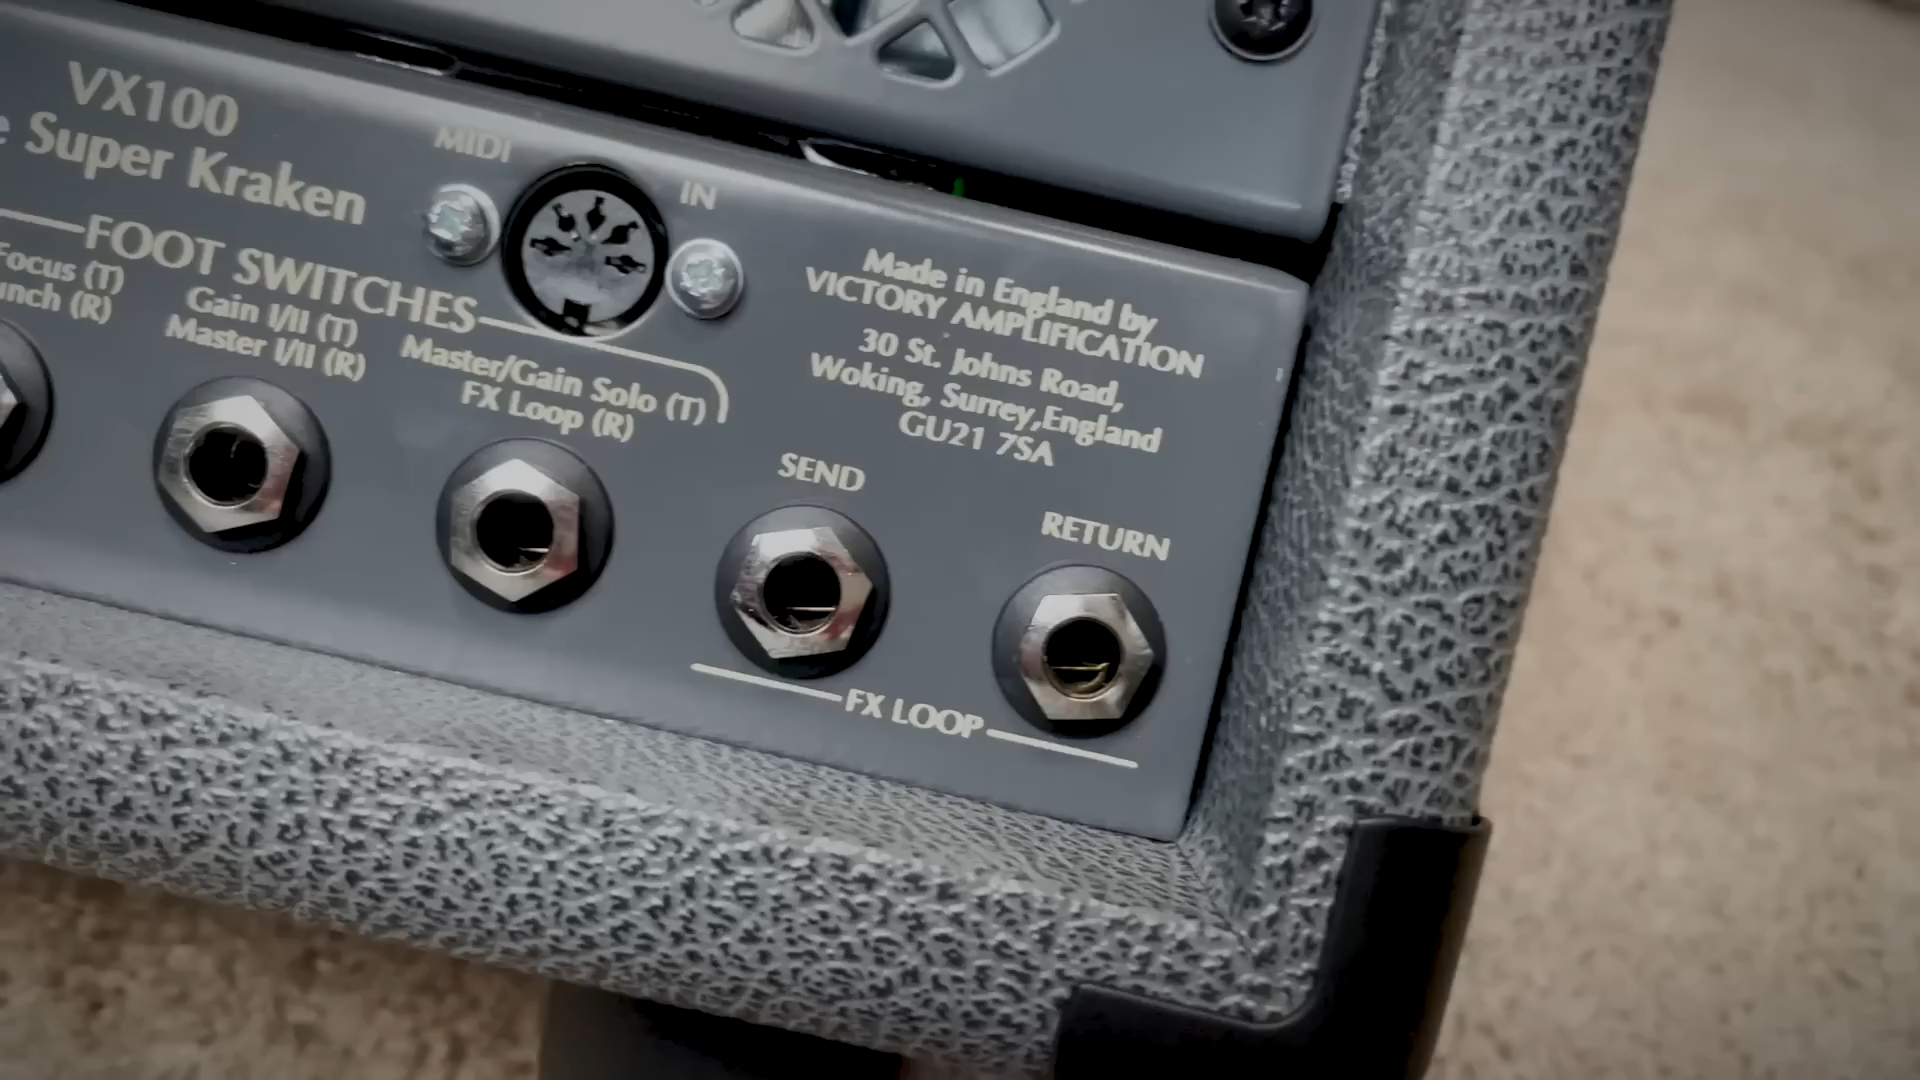 VX100
Super Kraken
MIDI
IN
FOOT SWITCHES
Focus (T)
(R)
Gain I/II (T)
Master I/II (R)
Master/Gain Solo (T)
FX Loop (R)
Made in England by
VICTORY AMPLIFICATION
30 St. Johns Road,
Woking, Surrey,England
GU21 7SA
SEND
RETURN
FX LOOP